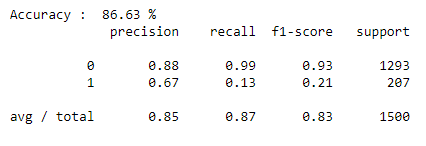 Accuracy :  86.63 %
             precision    recall  f1-score   support

          0       0.88      0.99      0.93      1293
          1       0.67      0.13      0.21       207

avg / total       0.85      0.87      0.83      1500